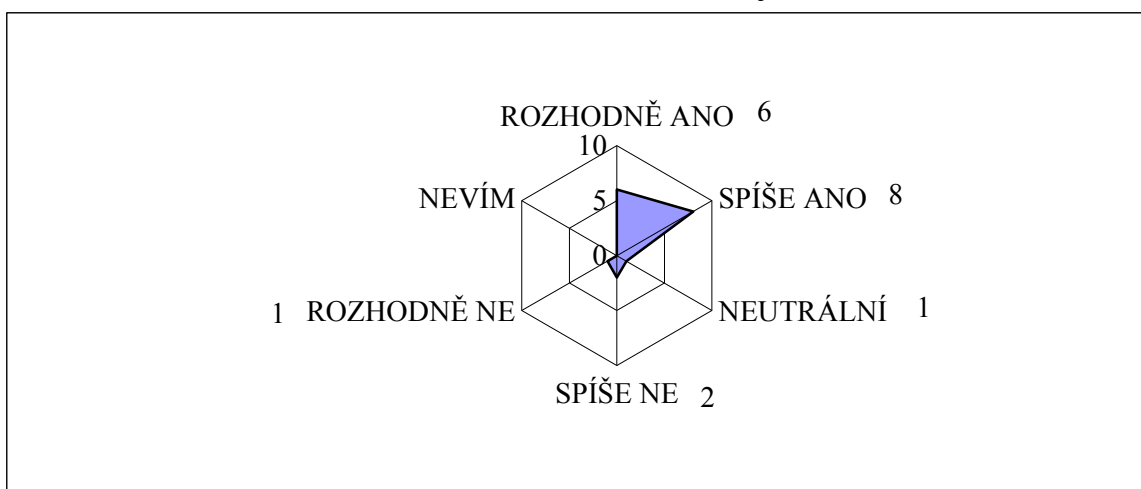 ROZHODNĚ ANO 6
10
NEVÍM 5 SPÍŠE ANO 8
0
1 ROZHODNĚ NE NEUTRÁLNÍ 1
SPÍŠE NE 2